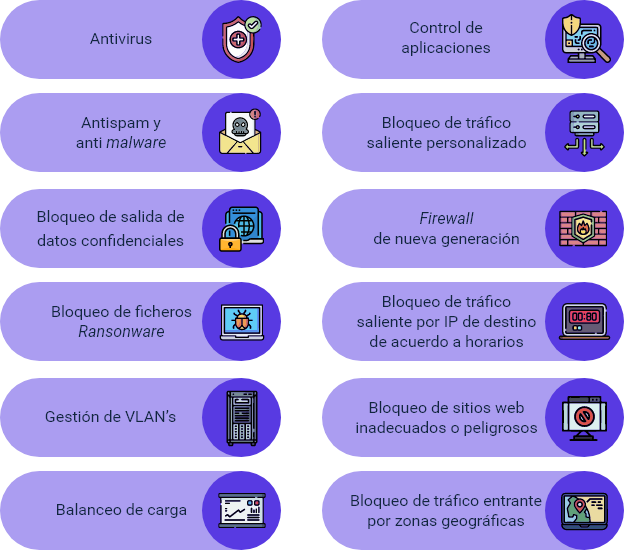 Antivirus
Antispam y
anti malware
Bloqueo de salida de
datos confidenciales
Bloqueo de ficheros
Ransonware
Gestión de VLAN's
Balanceo de carga
Control de
aplicaciones
Bloqueo de tráfico
saliente personalizado
Firewall
de nueva generación
Bloqueo de tráfico
saliente por IP de destino
de acuerdo a horarios
00:80
Bloqueo de sitios web
inadecuados o peligrosos
Bloqueo de tráfico entrante
por zonas geográficas